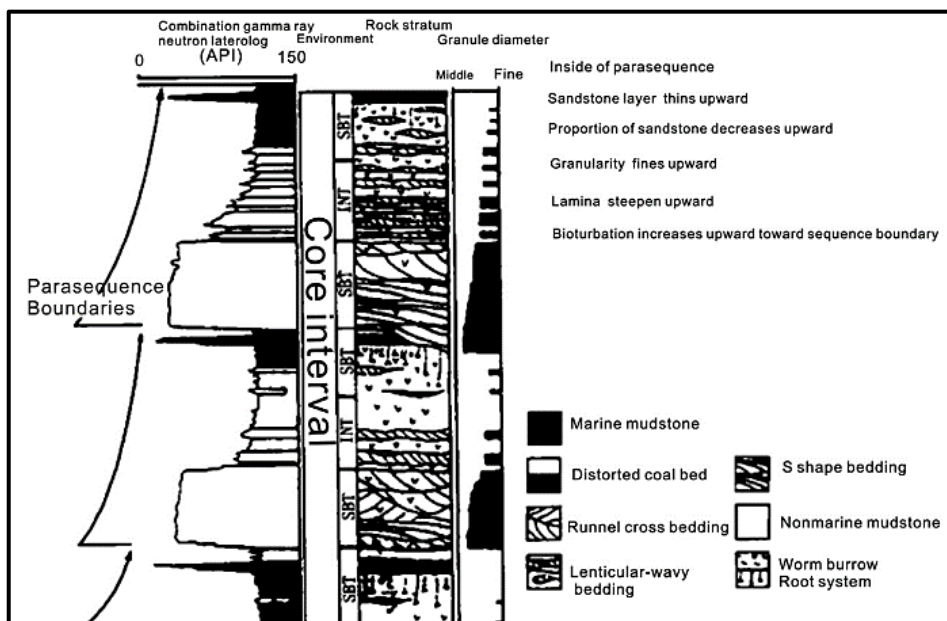 Combination gamma ray
neutron laterolog
(API)
0
150
Environment
Rock stratum
Granule diameter
Middle
Fine
Inside of parasequence
Sandstone layer thins upward
Proportion of sandstone decreases upward
Granularity fines upward
Lamina steepen upward
Bioturbation increases upward toward sequence boundary
Parasequence
Boundaries
Core interval
SBT
INT
SBT
SBT
INT
SBT
SBT
Marine mudstone
Distorted coal bed
Runnel cross bedding
Lenticular-wavy
bedding
S shape bedding
Nonmarine mudstone
Worm burrow
Root system